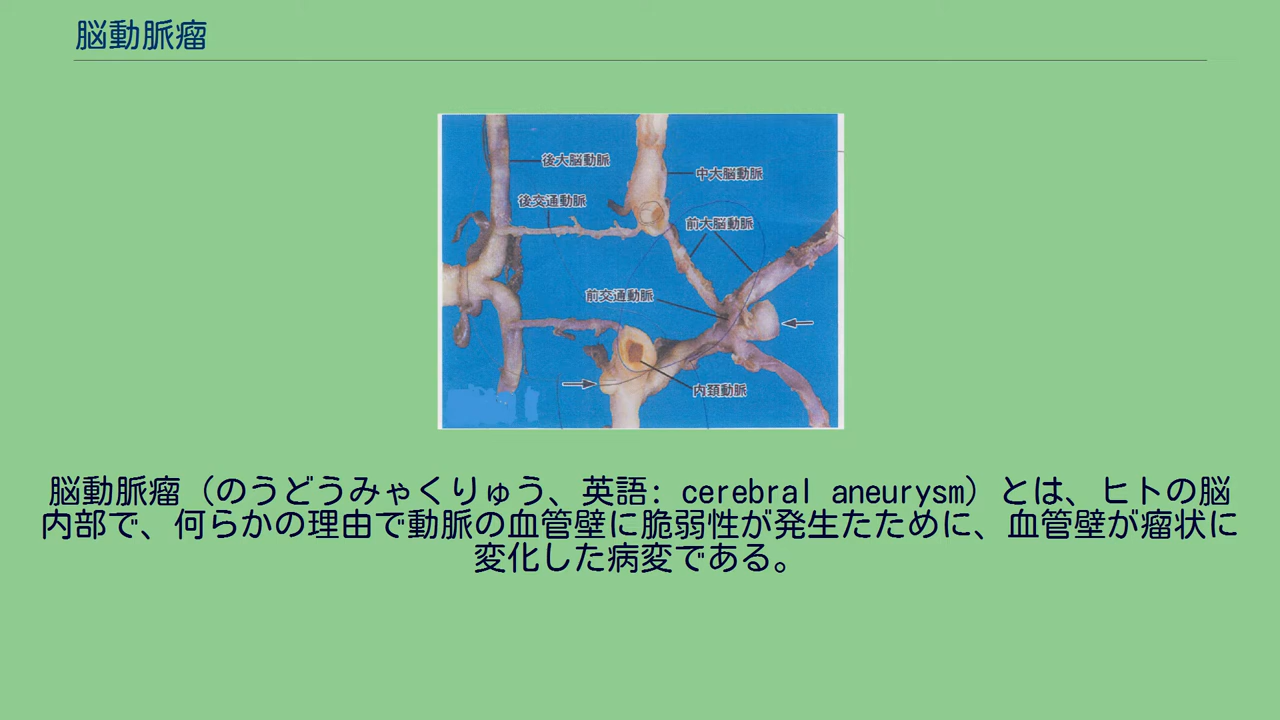 脳動脈瘤
後大脳動脈
中大脳動脈
後交通動脈
前大脳動脈
前交通動脈
内頚動脈
脳動脈瘤（のうどうみゃくりゅう、英語: cerebral aneurysm）とは、ヒトの脳
内部で、何らかの理由で動脈の血管壁に脆弱性が発生たために、血管壁が瘤状に
変化した病変である。